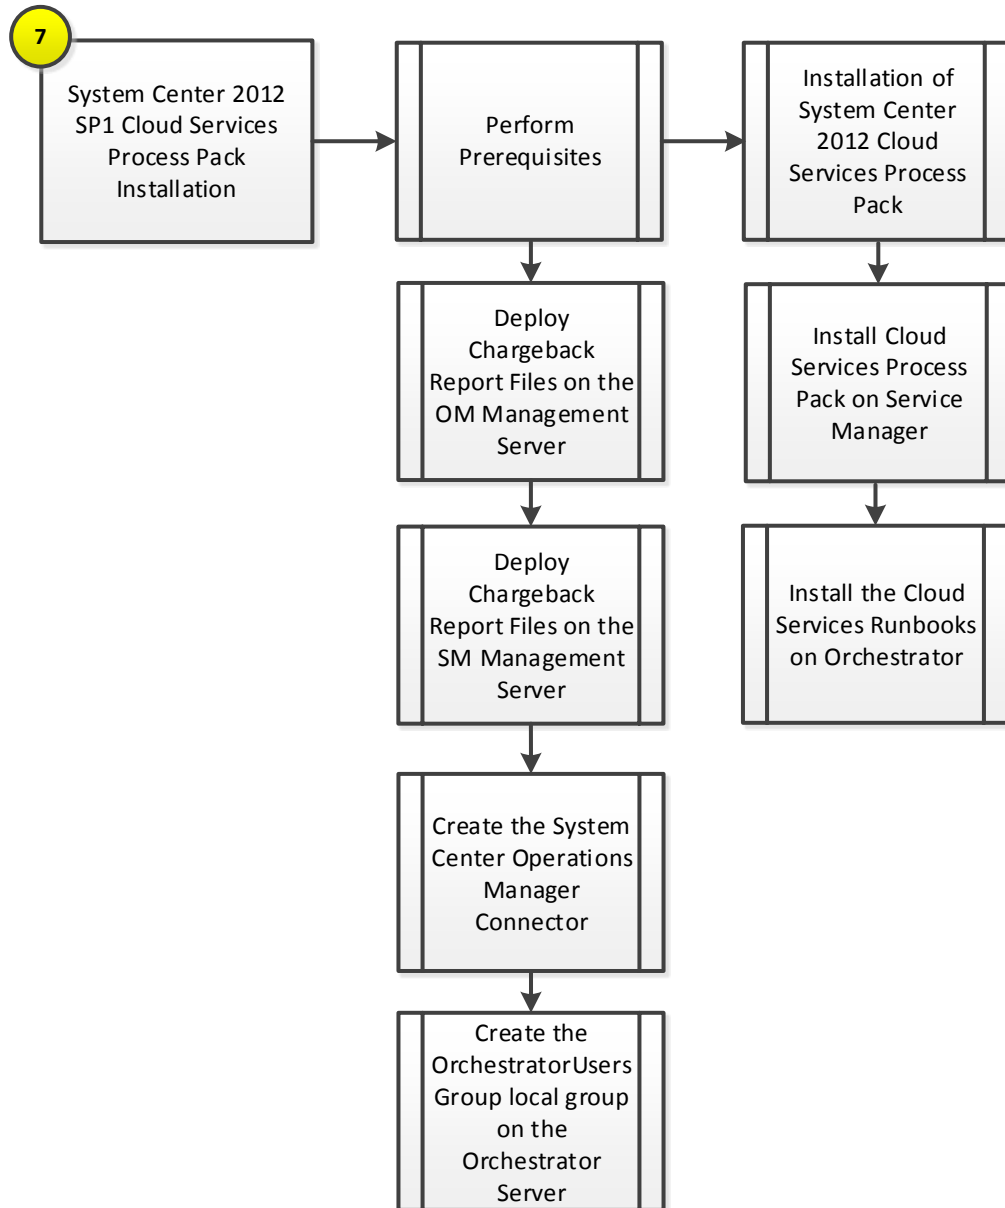 7
System Center 2012
SP1 Cloud Services
Process Pack
Installation
Perform
Prerequisites
Installation of
System Center
2012 Cloud
Services Process
Pack
Deploy
Chargeback
Report Files on the
OM Management
Server
Install Cloud
Services Process
Pack on Service
Manager
Deploy
Chargeback
Report Files on the
SM Management
Server
Install the Cloud
Services Runbooks
on Orchestrator
Create the System
Center Operations
Manager
Connector
Create the
OrchestratorUsers
Group local group
on the
Orchestrator
Server